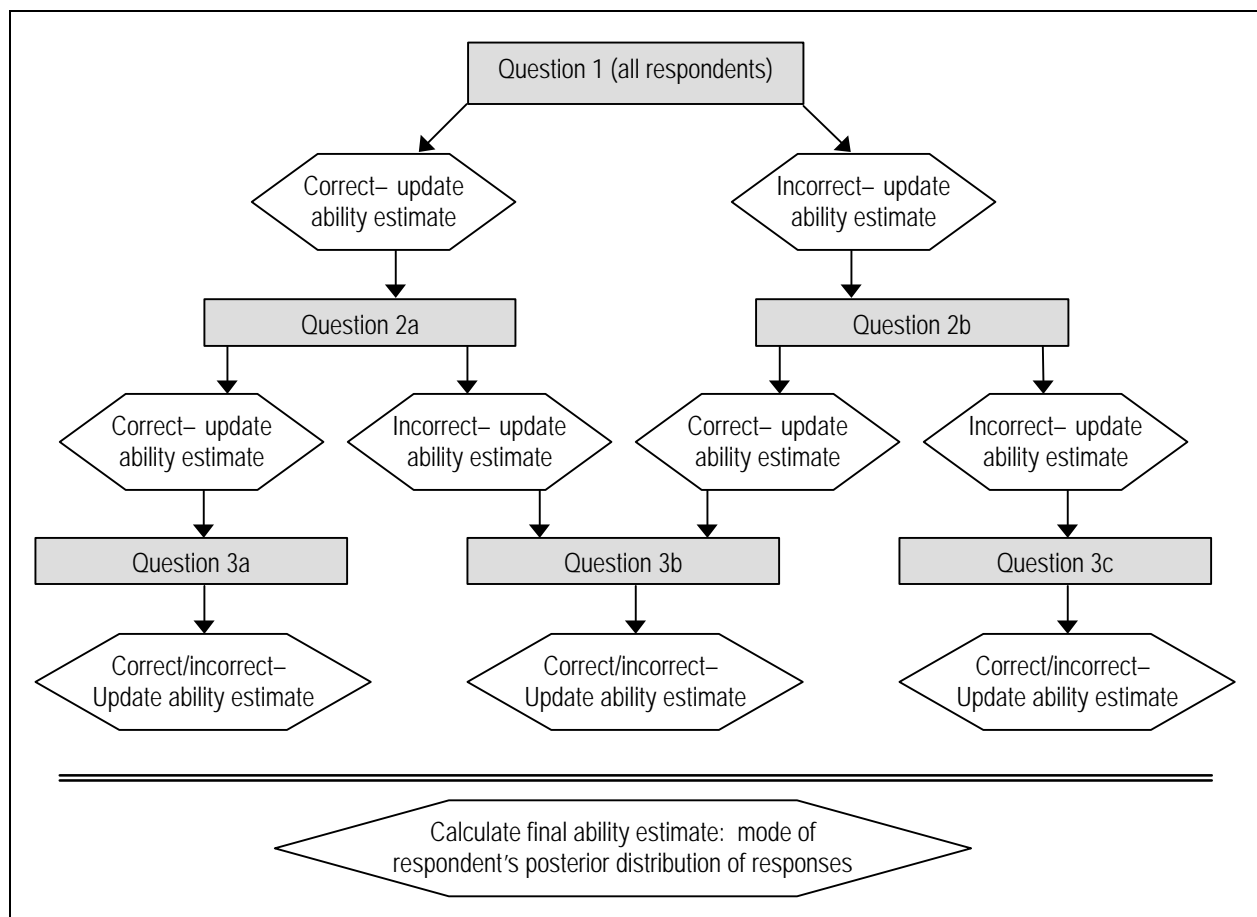 Question 1 (all respondents)
Correct– update
ability estimate
Incorrect– update
ability estimate
Question 2a
Question 2b
Correct– update
ability estimate
Incorrect– update
ability estimate
Correct– update
ability estimate
Incorrect– update
ability estimate
Question 3a
Question 3b
Question 3c
Correct/incorrect–
Update ability estimate
Correct/incorrect–
Update ability estimate
Correct/incorrect–
Update ability estimate
Calculate final ability estimate:  mode of
respondent’s posterior distribution of responses